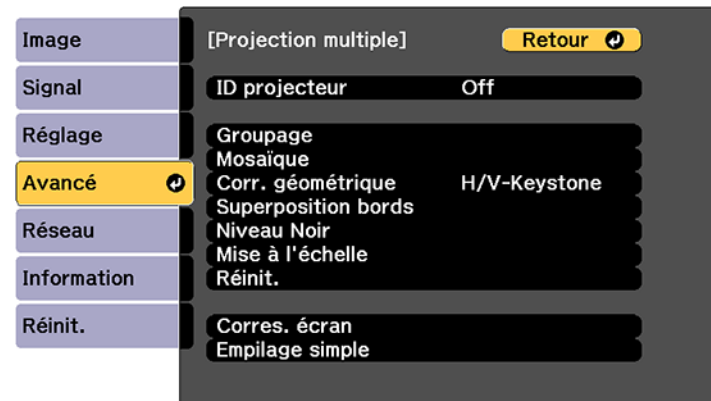 Image
Signal
Réglage
Avancé
Réseau
Information
Réinit.
[Projection multiple] Retour
ID projecteur Off
Groupage
Mosaïque
Corr. géométrique H/V-Keystone
Superposition bords
Niveau Noir
Mise à l'échelle
Réinit.
Corres. écran
Empilage simple